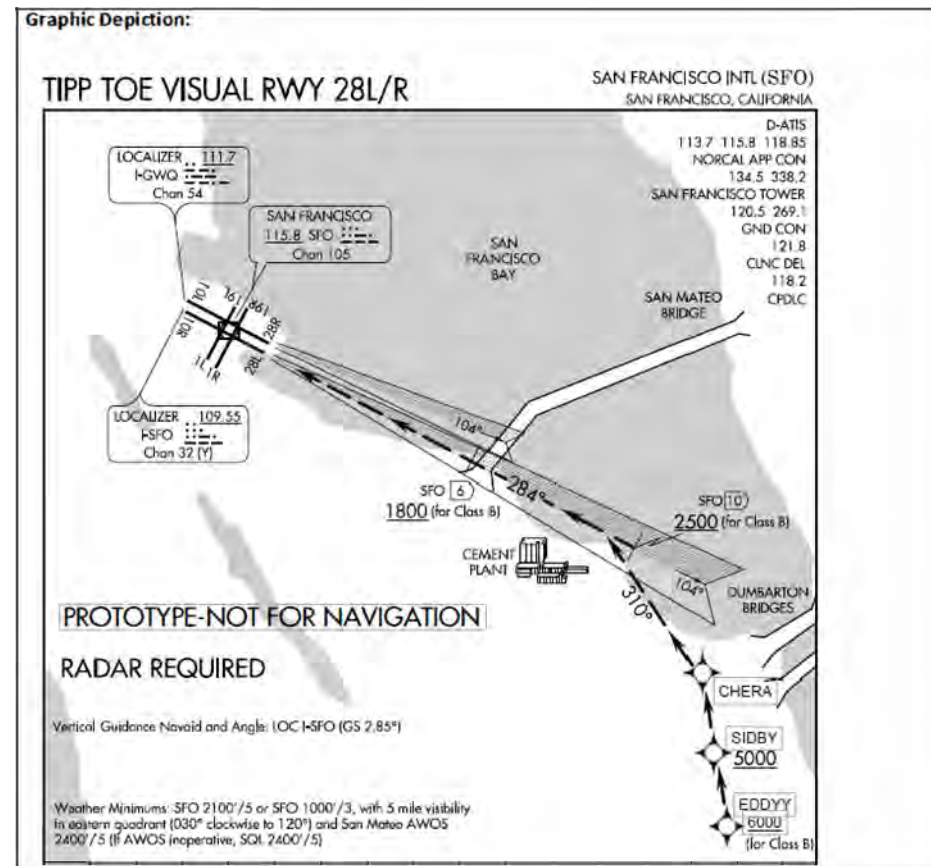 Graphic Depiction:
TIPP TOE VISUAL RWY 28L/R
SAN FRANCISCO INTL (SFO)
SAN FRANCISCO, CALIFORNIA
D-ATIS
113.7 115.8 118.85
NORCAL APP CON
134.5 338.2
SAN FRANCISCO TOWER
120.5 269.1
GND CON
121.8
CLNC DEL
118.2
CPDLC
LOCALIZER 111.7
I-GWQ
Chan 54
SAN FRANCISCO
115.8 SFO
Chan 105
SAN
FRANCISCO
BAY
SAN MATEO
BRIDGE
10L
10R
19L
19R
28R
28L
1L
1R
LOCALIZER 109.55
I-SFO
Chan 32 (Y)
104°
284°
SFO 6
1800 (for Class B)
SFO 10
2500 (for Class B)
CEMENT
PLANT
104°
310°
DUMBARTON
BRIDGES
PROTOTYPE-NOT FOR NAVIGATION
RADAR REQUIRED
CHERA
SIDBY
5000
EDDYY
6000
(for Class B)
Vertical Guidance Navaid and Angle: LOC I-SFO (GS 2.85°)
Weather Minimums: SFO 2100'/5 or SFO 1000'/3, with 5 mile visibility
in eastern quadrant (030° clockwise to 120°) and San Mateo AWOS
2400'/5 (If AWOS inoperative, SQL 2400'/5)